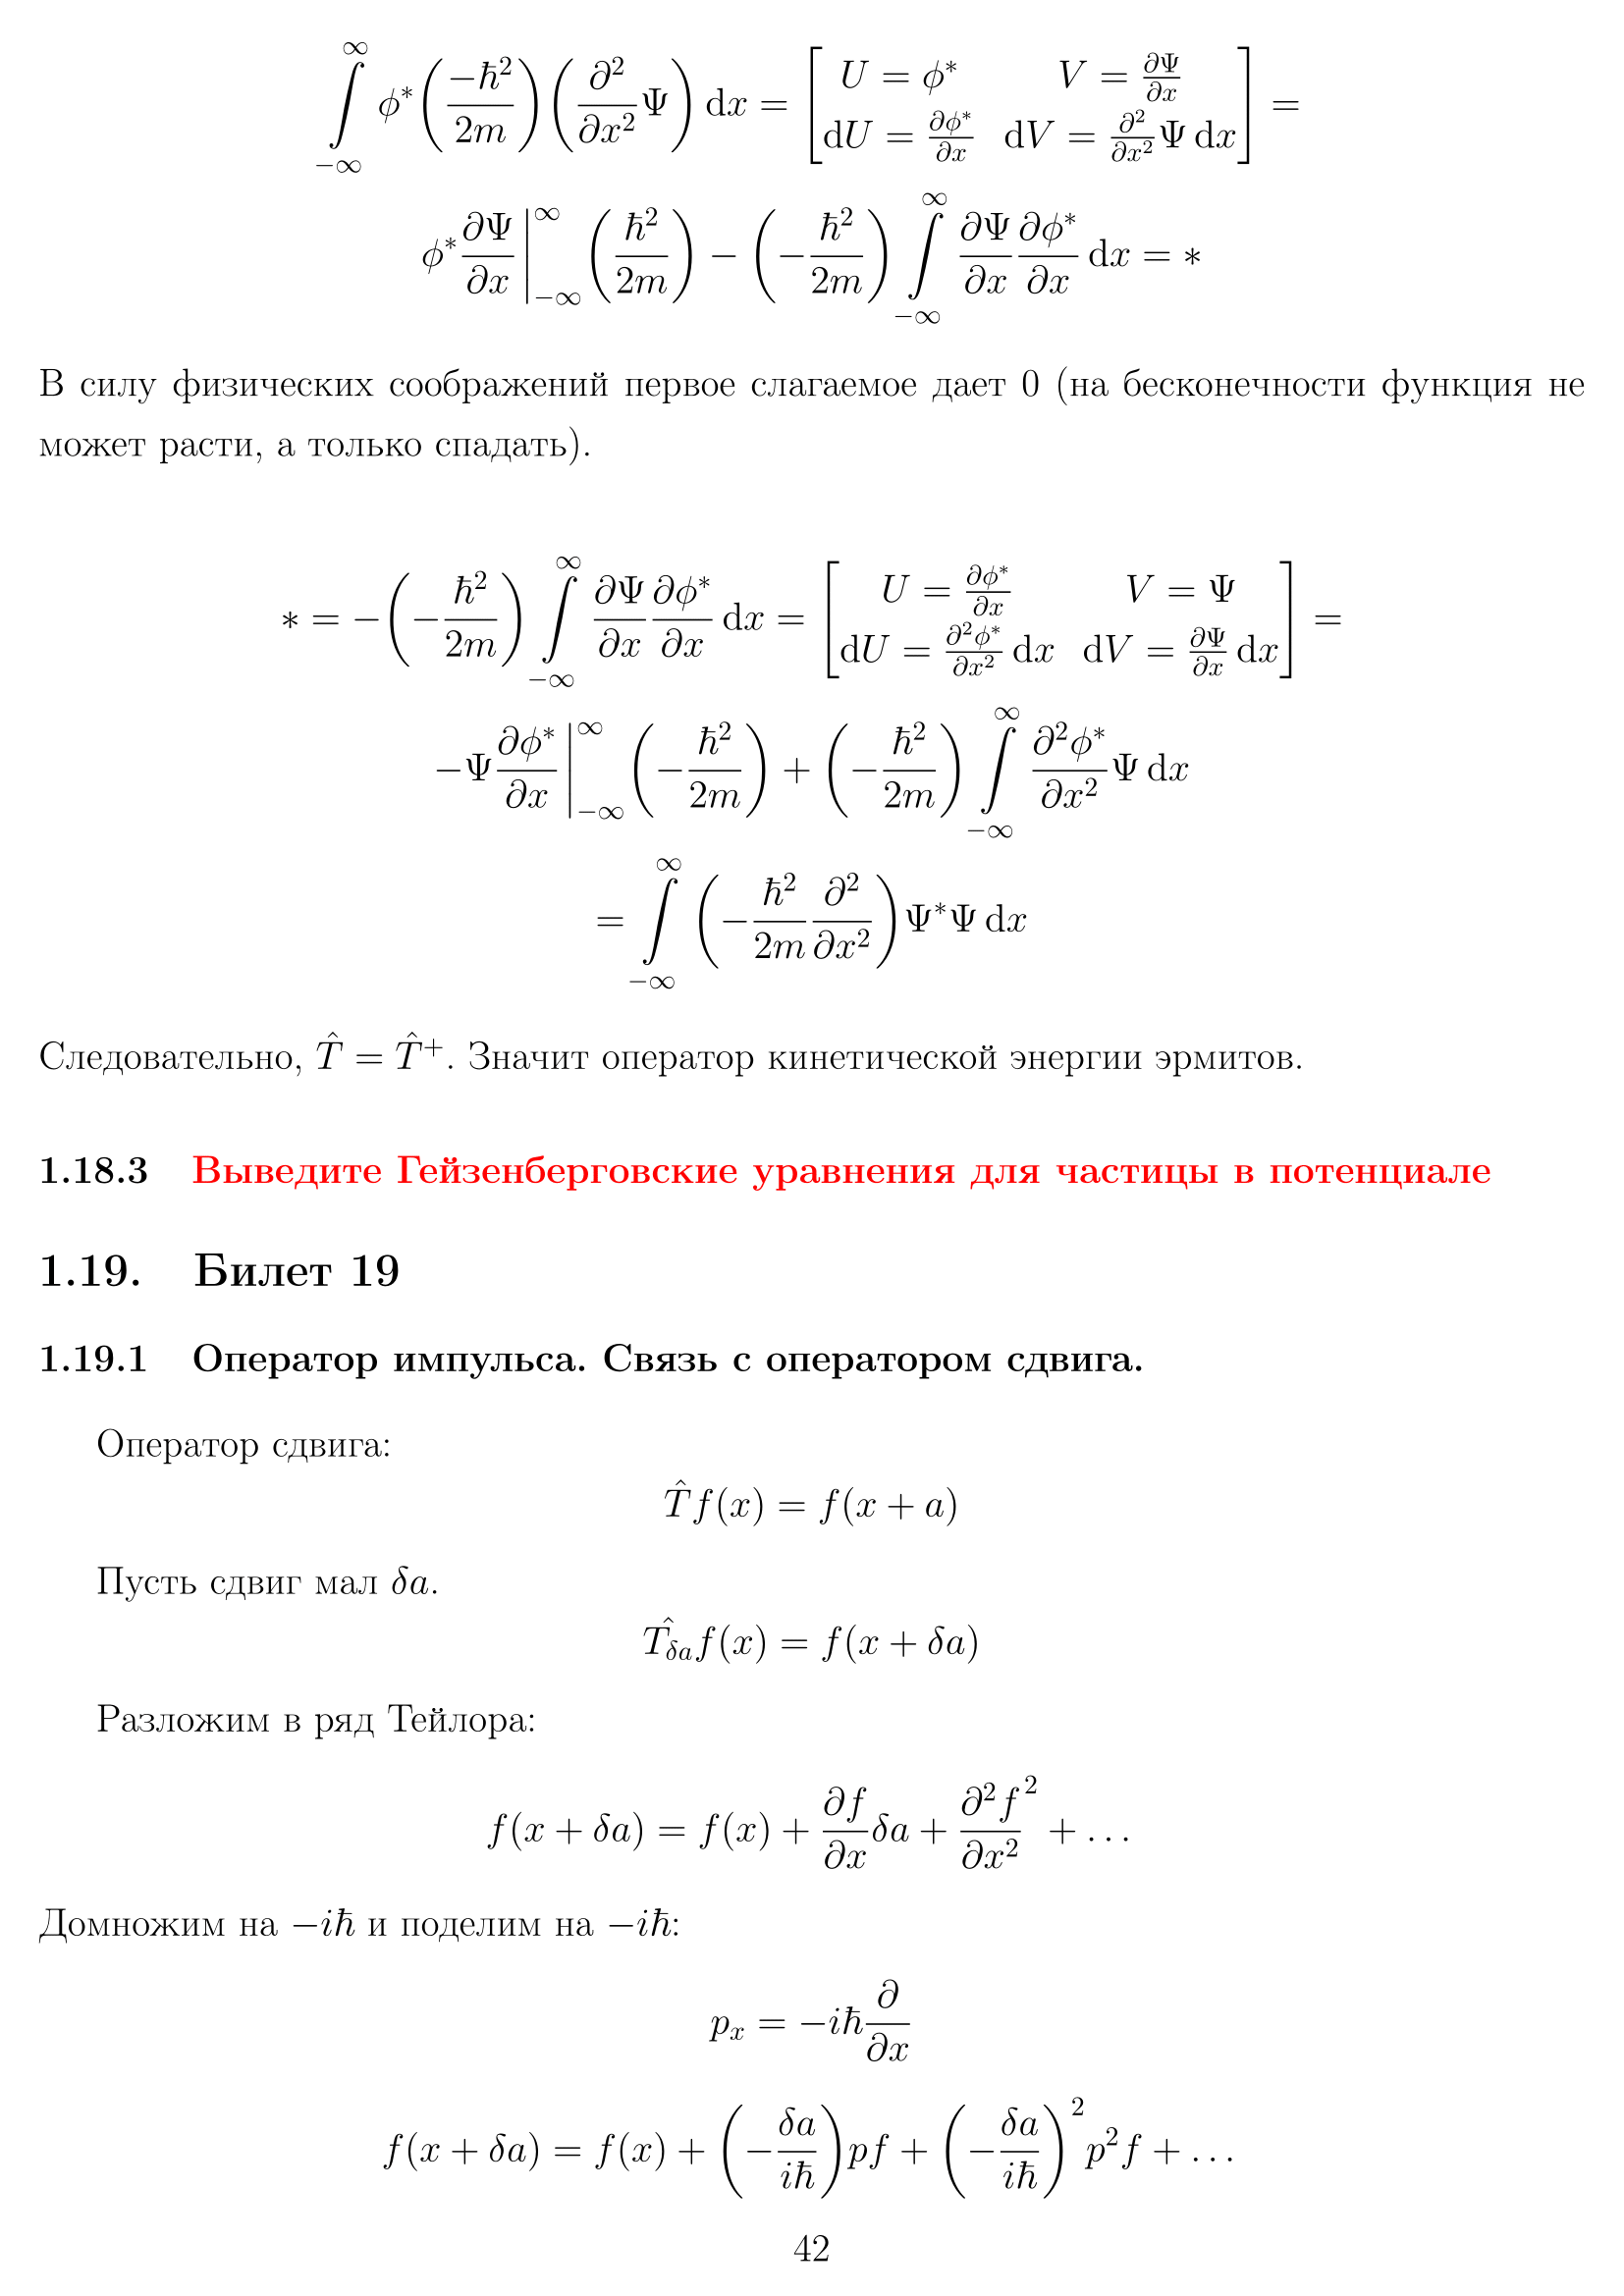 $$\int\limits_{-\infty}^{\infty} \phi^* \left(\frac{-\hbar^2}{2m}\right)\left(\frac{\partial^2}{\partial x^2}\Psi\right) \mathrm{d}x = \begin{bmatrix} U = \phi^* & V = \frac{\partial \Psi}{\partial x} \\ \mathrm{d}U = \frac{\partial \phi^*}{\partial x} & \mathrm{d}V = \frac{\partial^2}{\partial x^2}\Psi\,\mathrm{d}x \end{bmatrix} =$$
$$\phi^* \frac{\partial \Psi}{\partial x}\bigg|_{-\infty}^{\infty} \left(\frac{\hbar^2}{2m}\right) - \left(-\frac{\hbar^2}{2m}\right) \int\limits_{-\infty}^{\infty} \frac{\partial \Psi}{\partial x}\frac{\partial \phi^*}{\partial x}\,\mathrm{d}x = *$$
В силу физических соображений первое слагаемое дает 0 (на бесконечности функция не
может расти, а только спадать).
$$* = -\left(-\frac{\hbar^2}{2m}\right) \int\limits_{-\infty}^{\infty} \frac{\partial \Psi}{\partial x}\frac{\partial \phi^*}{\partial x}\,\mathrm{d}x = \begin{bmatrix} U = \frac{\partial \phi^*}{\partial x} & V = \Psi \\ \mathrm{d}U = \frac{\partial^2 \phi^*}{\partial x^2}\,\mathrm{d}x & \mathrm{d}V = \frac{\partial \Psi}{\partial x}\,\mathrm{d}x \end{bmatrix} =$$
$$-\Psi \frac{\partial \phi^*}{\partial x}\bigg|_{-\infty}^{\infty} \left(-\frac{\hbar^2}{2m}\right) + \left(-\frac{\hbar^2}{2m}\right) \int\limits_{-\infty}^{\infty} \frac{\partial^2 \phi^*}{\partial x^2}\Psi\,\mathrm{d}x$$
$$= \int\limits_{-\infty}^{\infty} \left(-\frac{\hbar^2}{2m}\frac{\partial^2}{\partial x^2}\right)\Psi^*\Psi\,\mathrm{d}x$$
Следовательно, $\hat{T} = \hat{T}^+$. Значит оператор кинетической энергии эрмитов.
1.18.3 Выведите Гейзенберговские уравнения для частицы в потенциале
1.19. Билет 19
1.19.1 Оператор импульса. Связь с оператором сдвига.
Оператор сдвига:
$$\hat{T}f(x) = f(x + a)$$
Пусть сдвиг мал $\delta a$.
$$\hat{T_{\delta a}}f(x) = f(x + \delta a)$$
Разложим в ряд Тейлора:
$$f(x + \delta a) = f(x) + \frac{\partial f}{\partial x}\delta a + \frac{\partial^2 f}{\partial x^2}^2 + \ldots$$
Домножим на $-i\hbar$ и поделим на $-i\hbar$:
$$p_x = -i\hbar\frac{\partial}{\partial x}$$
$$f(x + \delta a) = f(x) + \left(-\frac{\delta a}{i\hbar}\right)pf + \left(-\frac{\delta a}{i\hbar}\right)^2 p^2 f + \ldots$$
42